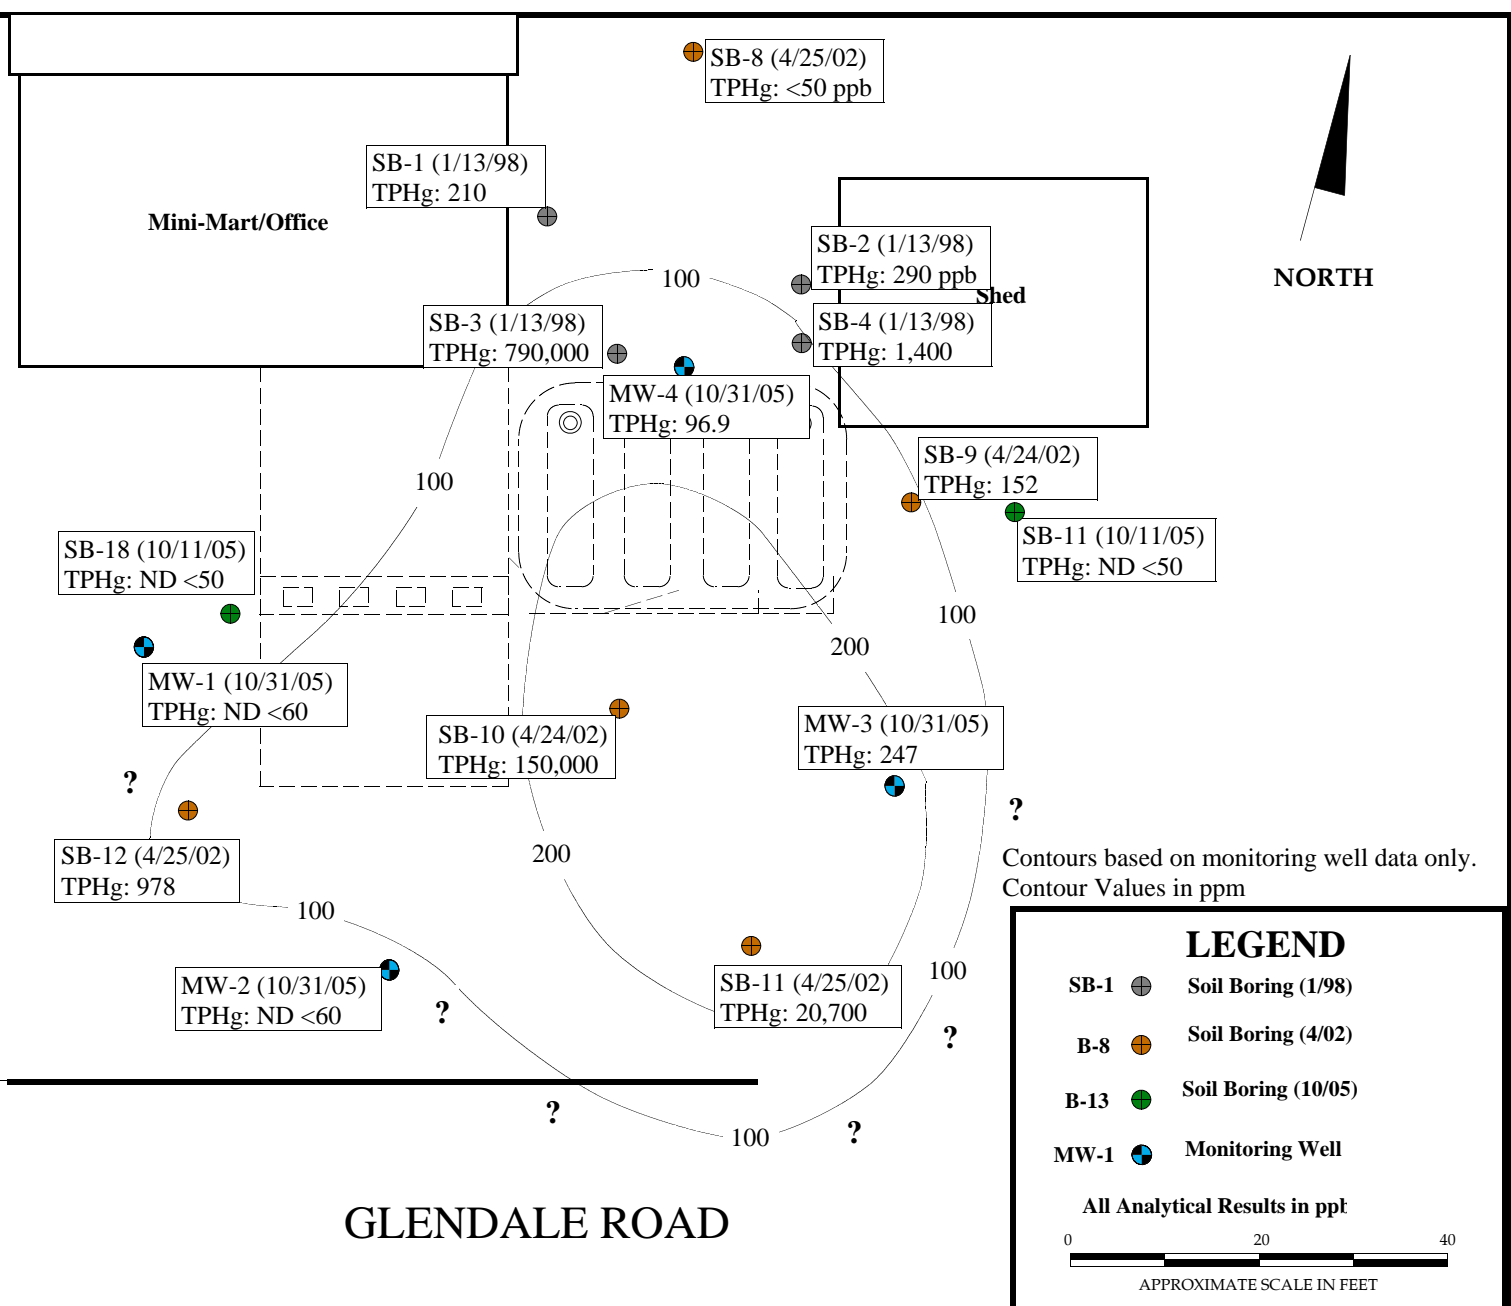 SB-8 (4/25/02)
TPHg: <50 ppb
SB-1 (1/13/98)
TPHg: 210
Mini-Mart/Office
SB-2 (1/13/98)
TPHg: 290 ppb
Shed
NORTH
100
SB-3 (1/13/98)
TPHg: 790,000
SB-4 (1/13/98)
TPHg: 1,400
MW-4 (10/31/05)
TPHg: 96.9
100
SB-9 (4/24/02)
TPHg: 152
SB-11 (10/11/05)
TPHg: ND <50
SB-18 (10/11/05)
TPHg: ND <50
100
200
MW-1 (10/31/05)
TPHg: ND <60
SB-10 (4/24/02)
TPHg: 150,000
MW-3 (10/31/05)
TPHg: 247
?
?
SB-12 (4/25/02)
TPHg: 978
200
Contours based on monitoring well data only.
Contour Values in ppm
100
MW-2 (10/31/05)
TPHg: ND <60
?
SB-11 (4/25/02)
TPHg: 20,700
100
?
?
100
?
GLENDALE ROAD
LEGEND
SB-1 Soil Boring (1/98)
B-8 Soil Boring (4/02)
B-13 Soil Boring (10/05)
MW-1 Monitoring Well
All Analytical Results in ppb
0 20 40
APPROXIMATE SCALE IN FEET